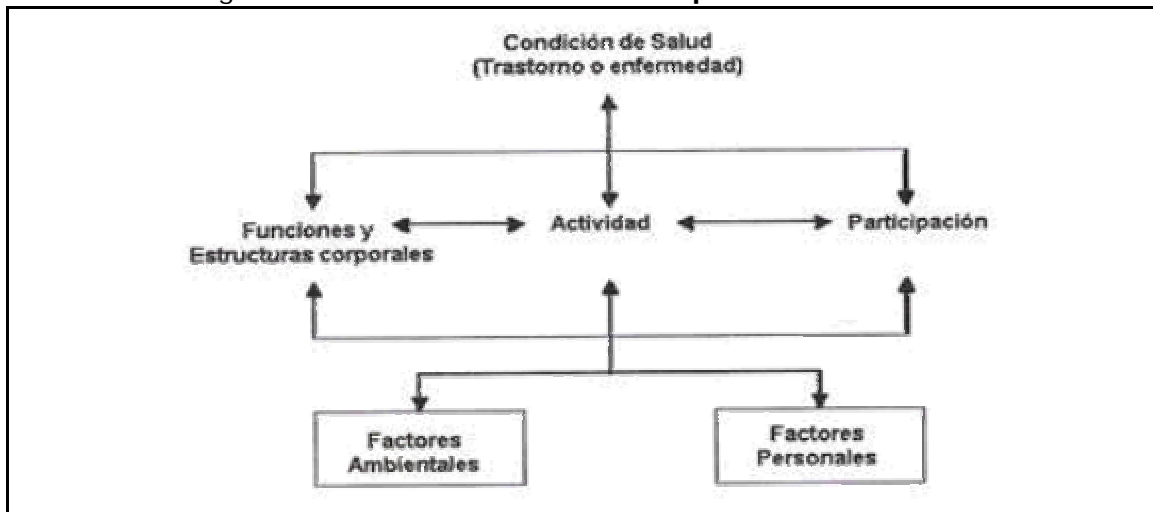 Condición de Salud
(Trastorno o enfermedad)
Funciones y
Estructuras corporales
Actividad
Participación
Factores
Ambientales
Factores
Personales